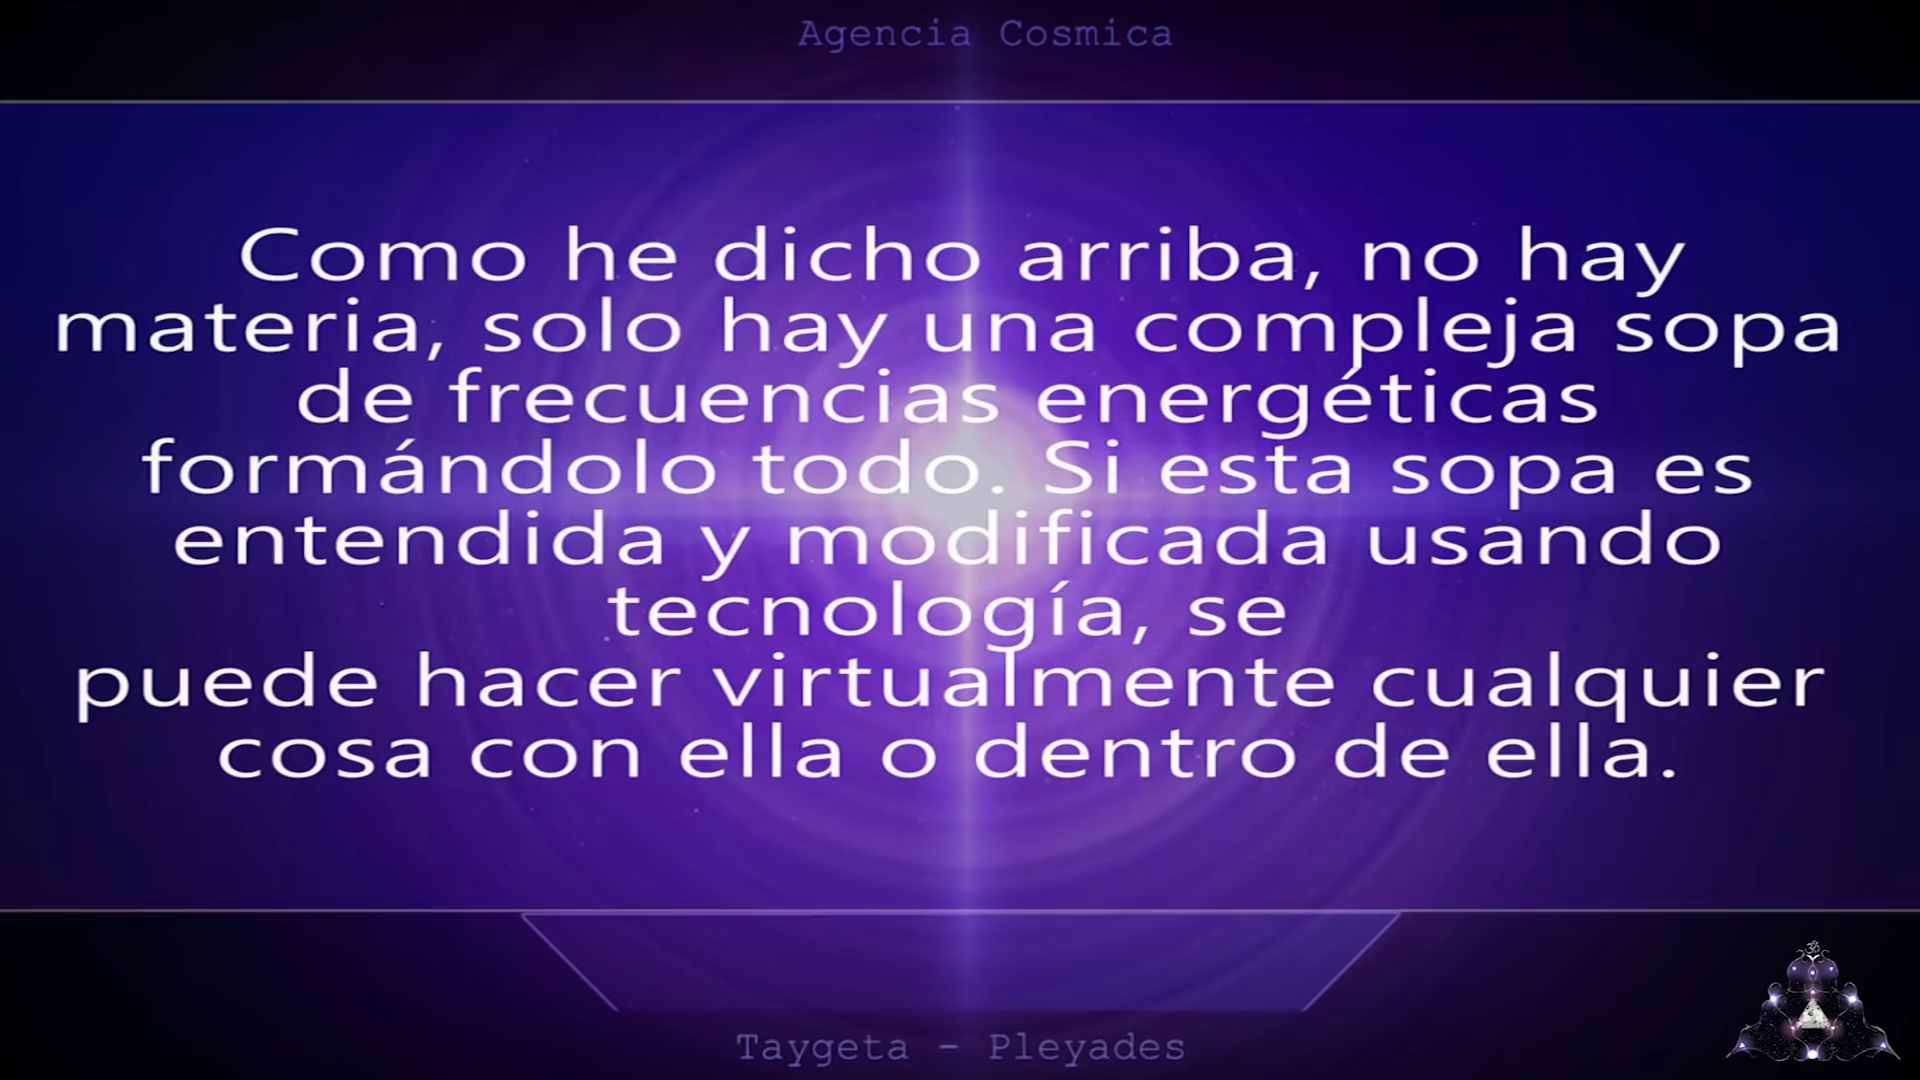 Agencia Cosmica
Como he dicho arriba, no hay
materia, solo hay una compleja sopa
de frecuencias energéticas
formándolo todo. Si esta sopa es
entendida y modificada usando
tecnología, se
puede hacer virtualmente cualquier
cosa con ella o dentro de ella.
Taygeta - Pleyades
ॐ